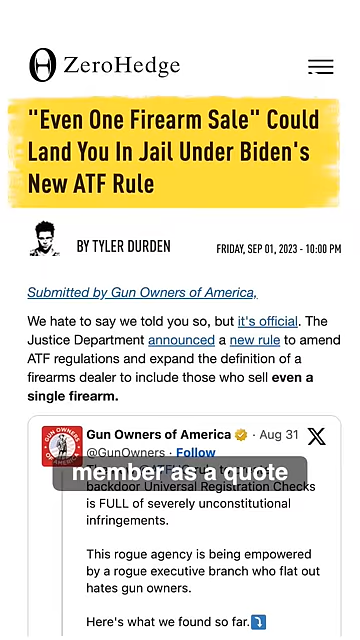 ZeroHedge
"Even One Firearm Sale" Could
Land You In Jail Under Biden's
New ATF Rule
BY TYLER DURDEN
FRIDAY, SEP 01, 2023 - 10:00 PM
Submitted by Gun Owners of America,
We hate to say we told you so, but it's official. The
Justice Department announced a new rule to amend
ATF regulations and expand the definition of a
firearms dealer to include those who sell even a
single firearm.
Gun Owners of America · Aug 31
@GunOwners · Follow
member as a quote
backdoor Universal Registration Checks
is FULL of severely unconstitutional
infringements.
This rogue agency is being empowered
by a rogue executive branch who flat out
hates gun owners.
Here's what we found so far.